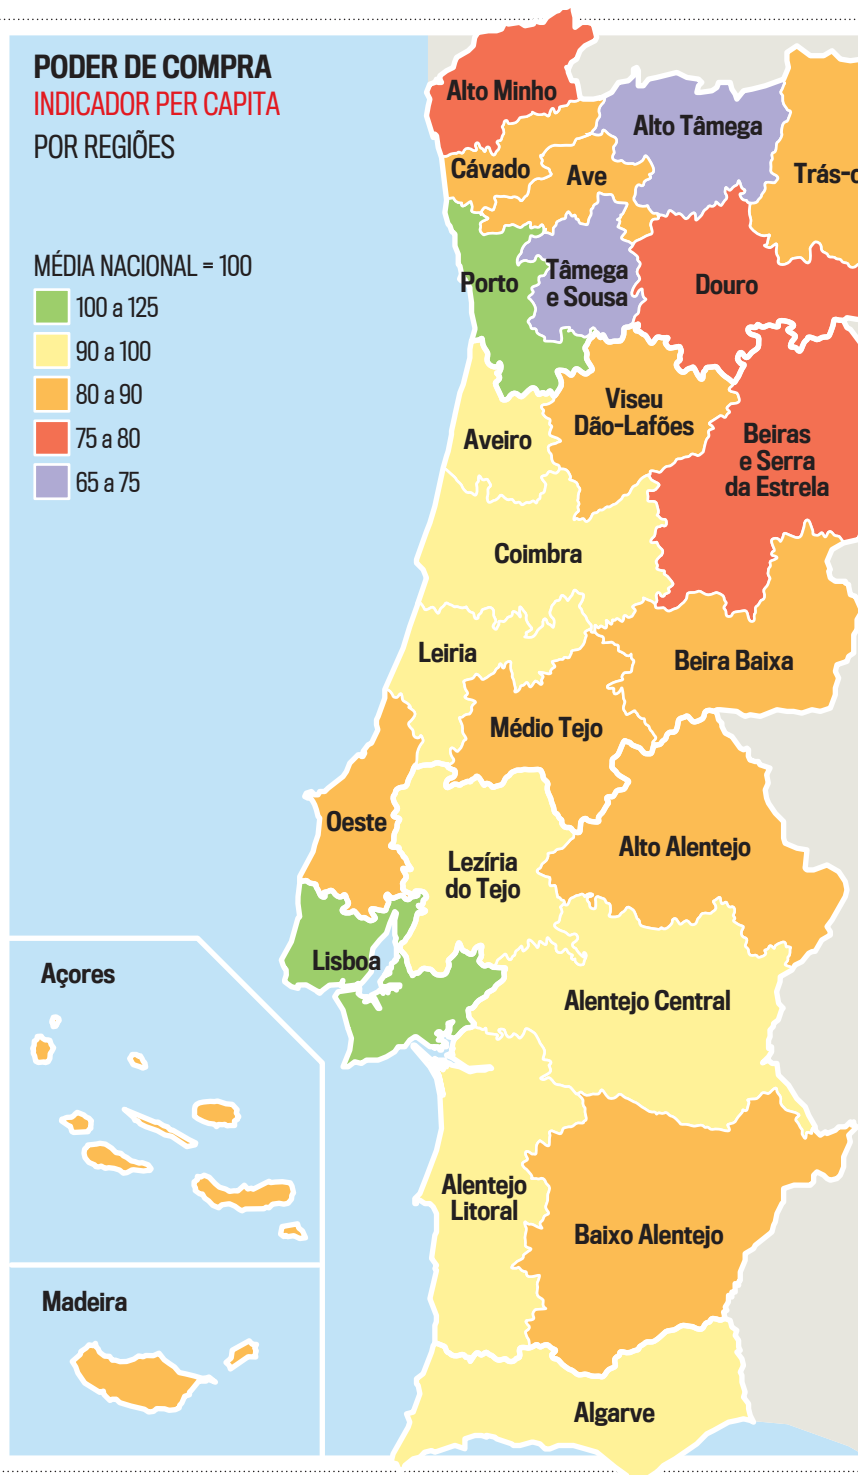 PODER DE COMPRA
INDICADOR PER CAPITA
POR REGIÕES
MÉDIA NACIONAL = 100
100 a 125
90 a 100
80 a 90
75 a 80
65 a 75
Alto Minho
Alto Tâmega
Cávado
Ave
Trás-o
Porto
Tâmega
e Sousa
Douro
Viseu
Dão-Lafões
Aveiro
Beiras
e Serra
da Estrela
Coimbra
Leiria
Beira Baixa
Médio Tejo
Oeste
Alto Alentejo
Lezíria
do Tejo
Lisboa
Açores
Alentejo Central
Alentejo
Litoral
Baixo Alentejo
Madeira
Algarve